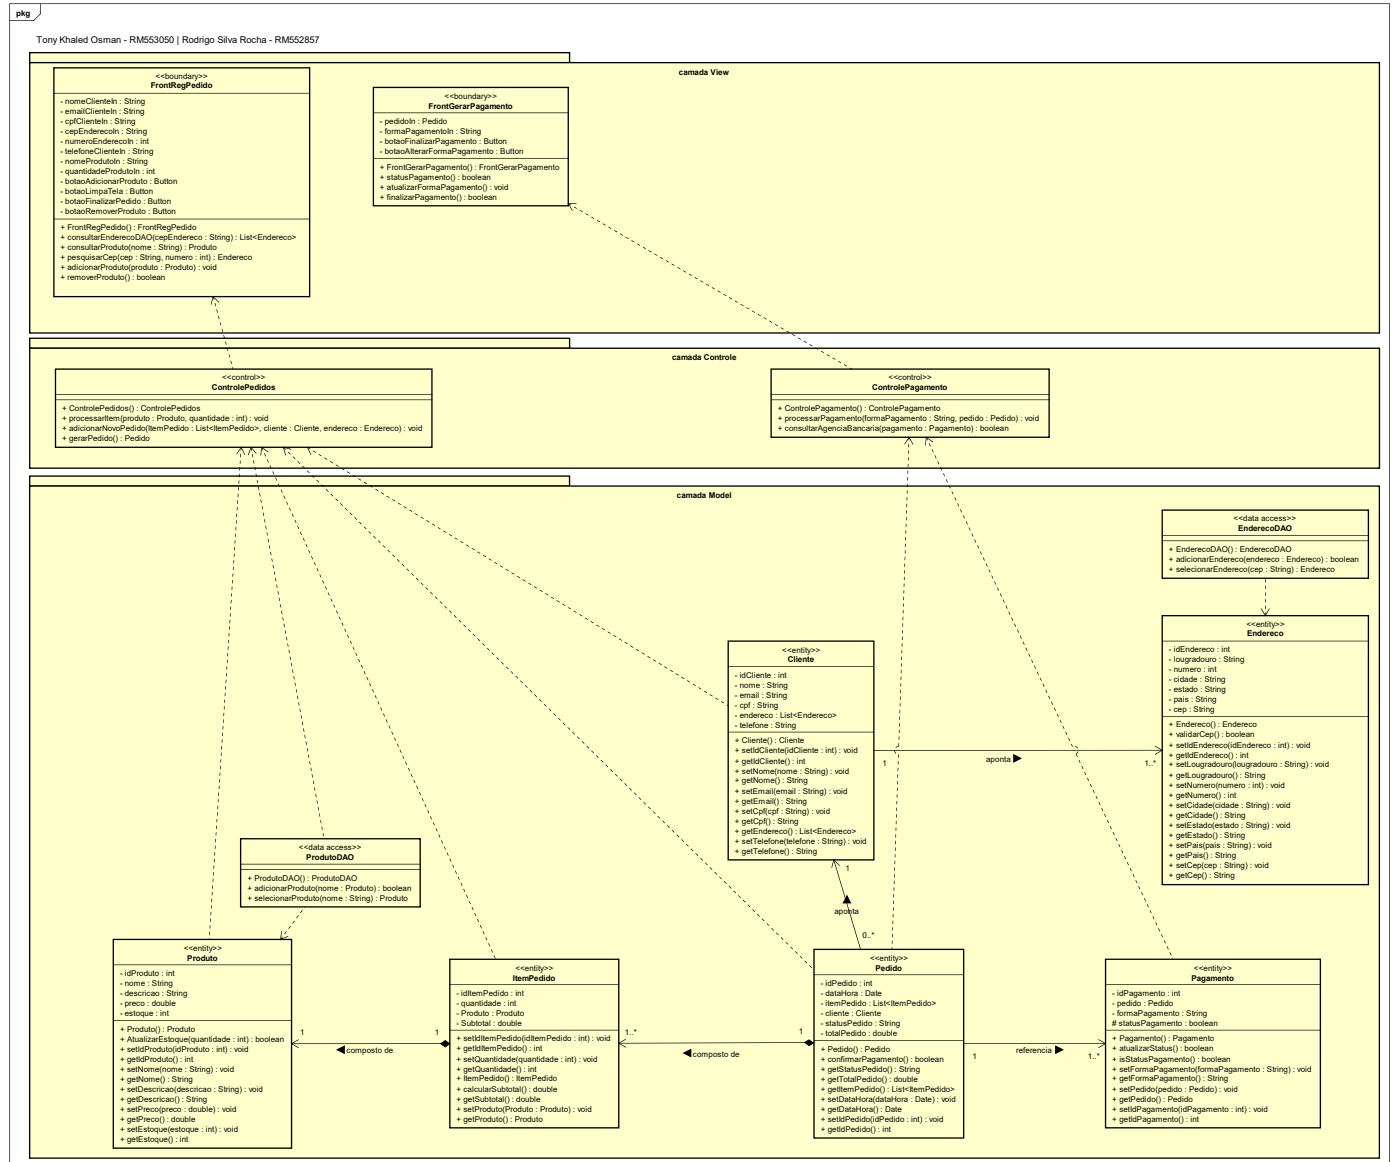 pkg
Tony Khaled Osman - RM553050 | Rodrigo Silva Rocha - RM552857
camada View
<<boundary>>
FrontRegPedido
- nomeClienteIn : String
- emailClienteIn : String
- cpfClienteIn : String
- cepEnderecoIn : String
- numeroEnderecoIn : int
- telefoneClienteIn : String
- nomeProdutoIn : String
- quantidadeProdutoIn : int
- botaoAdicionarProduto : Button
- botaoLimpaTela : Button
- botaoFinalizarPedido : Button
- botaoRemoverProduto : Button
+ FrontRegPedido() : FrontRegPedido
+ consultarEnderecoDAO(cepEndereco : String) : List<Endereco>
+ consultarProduto(nome : String) : Produto
+ pesquisarCep(cep : String, numero : int) : Endereco
+ adicionarProduto(produto : Produto) : void
+ removerProduto() : boolean
<<boundary>>
FrontGerarPagamento
- pedidoIn : Pedido
- formaPagamentoIn : String
- botaoFinalizarPagamento : Button
- botaoAlterarFormaPagamento : Button
+ FrontGerarPagamento() : FrontGerarPagamento
+ statusPagamento() : boolean
+ atualizarFormaPagamento() : void
+ finalizarPagamento() : boolean
camada Controle
<<control>>
ControlePedidos
+ ControlePedidos() : ControlePedidos
+ processarItem(produto : Produto, quantidade : int) : void
+ adicionarNovoPedido(ItemPedido : List<ItemPedido>, cliente : Cliente, endereco : Endereco) : void
+ gerarPedido() : Pedido
<<control>>
ControlePagamento
+ ControlePagamento() : ControlePagamento
+ processarPagamento(formaPagamento : String, pedido : Pedido) : void
+ consultarAgenciaBancaria(pagamento : Pagamento) : boolean
camada Model
<<data access>>
EnderecoDAO
+ EnderecoDAO() : EnderecoDAO
+ adicionarEndereco(endereco : Endereco) : boolean
+ selecionarEndereco(cep : String) : Endereco
<<entity>>
Endereco
- idEndereco : int
- lougradouro : String
- numero : int
- cidade : String
- estado : String
- pais : String
- cep : String
+ Endereco() : Endereco
+ validarCep() : boolean
+ setIdEndereco(idEndereco : int) : void
+ getIdEndereco() : int
+ setLougradouro(lougradouro : String) : void
+ getLougradouro() : String
+ setNumero(numero : int) : void
+ getNumero() : int
+ setCidade(cidade : String) : void
+ getCidade() : String
+ setEstado(estado : String) : void
+ getEstado() : String
+ setPais(pais : String) : void
+ getPais() : String
+ setCep(cep : String) : void
+ getCep() : String
<<entity>>
Cliente
- idCliente : int
- nome : String
- email : String
- cpf : String
- endereco : List<Endereco>
- telefone : String
+ Cliente() : Cliente
+ setIdCliente(idCliente : int) : void
+ getIdCliente() : int
+ setNome(nome : String) : void
+ getNome() : String
+ setEmail(email : String) : void
+ getEmail() : String
+ setCpf(cpf : String) : void
+ getCpf() : String
+ getEndereco() : List<Endereco>
+ setTelefone(telefone : String) : void
+ getTelefone() : String
1
aponta
1..*
1
aponta
0..*
<<data access>>
ProdutoDAO
+ ProdutoDAO() : ProdutoDAO
+ adicionarProduto(nome : Produto) : boolean
+ selecionarProduto(nome : String) : Produto
<<entity>>
Produto
- idProduto : int
- nome : String
- descricao : String
- preco : double
- estoque : int
+ Produto() : Produto
+ AtualizarEstoque(quantidade : int) : boolean
+ setIdProduto(idProduto : int) : void
+ getIdProduto() : int
+ setNome(nome : String) : void
+ getNome() : String
+ setDescricao(descricao : String) : void
+ getDescricao() : String
+ setPreco(preco : double) : void
+ getPreco() : double
+ setEstoque(estoque : int) : void
+ getEstoque() : int
1
composto de
1
<<entity>>
ItemPedido
- idItemPedido : int
- quantidade : int
- Produto : Produto
- Subtotal : double
+ setIdItemPedido(idItemPedido : int) : void
+ getIdItemPedido() : int
+ setQuantidade(quantidade : int) : void
+ getQuantidade() : int
+ ItemPedido() : ItemPedido
+ calcularSubtotal() : double
+ getSubtotal() : double
+ setProduto(Produto : Produto) : void
+ getProduto() : Produto
1..*
composto de
1
<<entity>>
Pedido
- idPedido : int
- dataHora : Date
- itemPedido : List<ItemPedido>
- cliente : Cliente
- statusPedido : String
- totalPedido : double
+ Pedido() : Pedido
+ confirmarPagamento() : boolean
+ getStatusPedido() : String
+ getTotalPedido() : double
+ getItemPedido() : List<ItemPedido>
+ setDataHora(dataHora : Date) : void
+ getDataHora() : Date
+ setIdPedido(idPedido : int) : void
+ getIdPedido() : int
1
referencia
1..*
<<entity>>
Pagamento
- idPagamento : int
- pedido : Pedido
- formaPagamento : String
# statusPagamento : boolean
+ Pagamento() : Pagamento
+ atualizarStatus() : boolean
+ isStatusPagamento() : boolean
+ setFormaPagamento(formaPagamento : String) : void
+ getFormaPagamento() : String
+ setPedido(pedido : Pedido) : void
+ getPedido() : Pedido
+ setIdPagamento(idPagamento : int) : void
+ getIdPagamento() : int